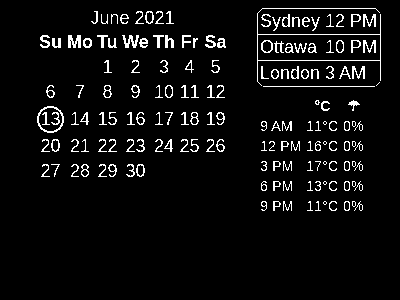 June 2021
Su Mo Tu We Th Fr Sa
1 2 3 4 5
6 7 8 9 10 11 12
13 14 15 16 17 18 19
20 21 22 23 24 25 26
27 28 29 30
Sydney 12 PM
Ottawa 10 PM
London 3 AM
°C ☂
9 AM 11°C 0%
12 PM 16°C 0%
3 PM 17°C 0%
6 PM 13°C 0%
9 PM 11°C 0%